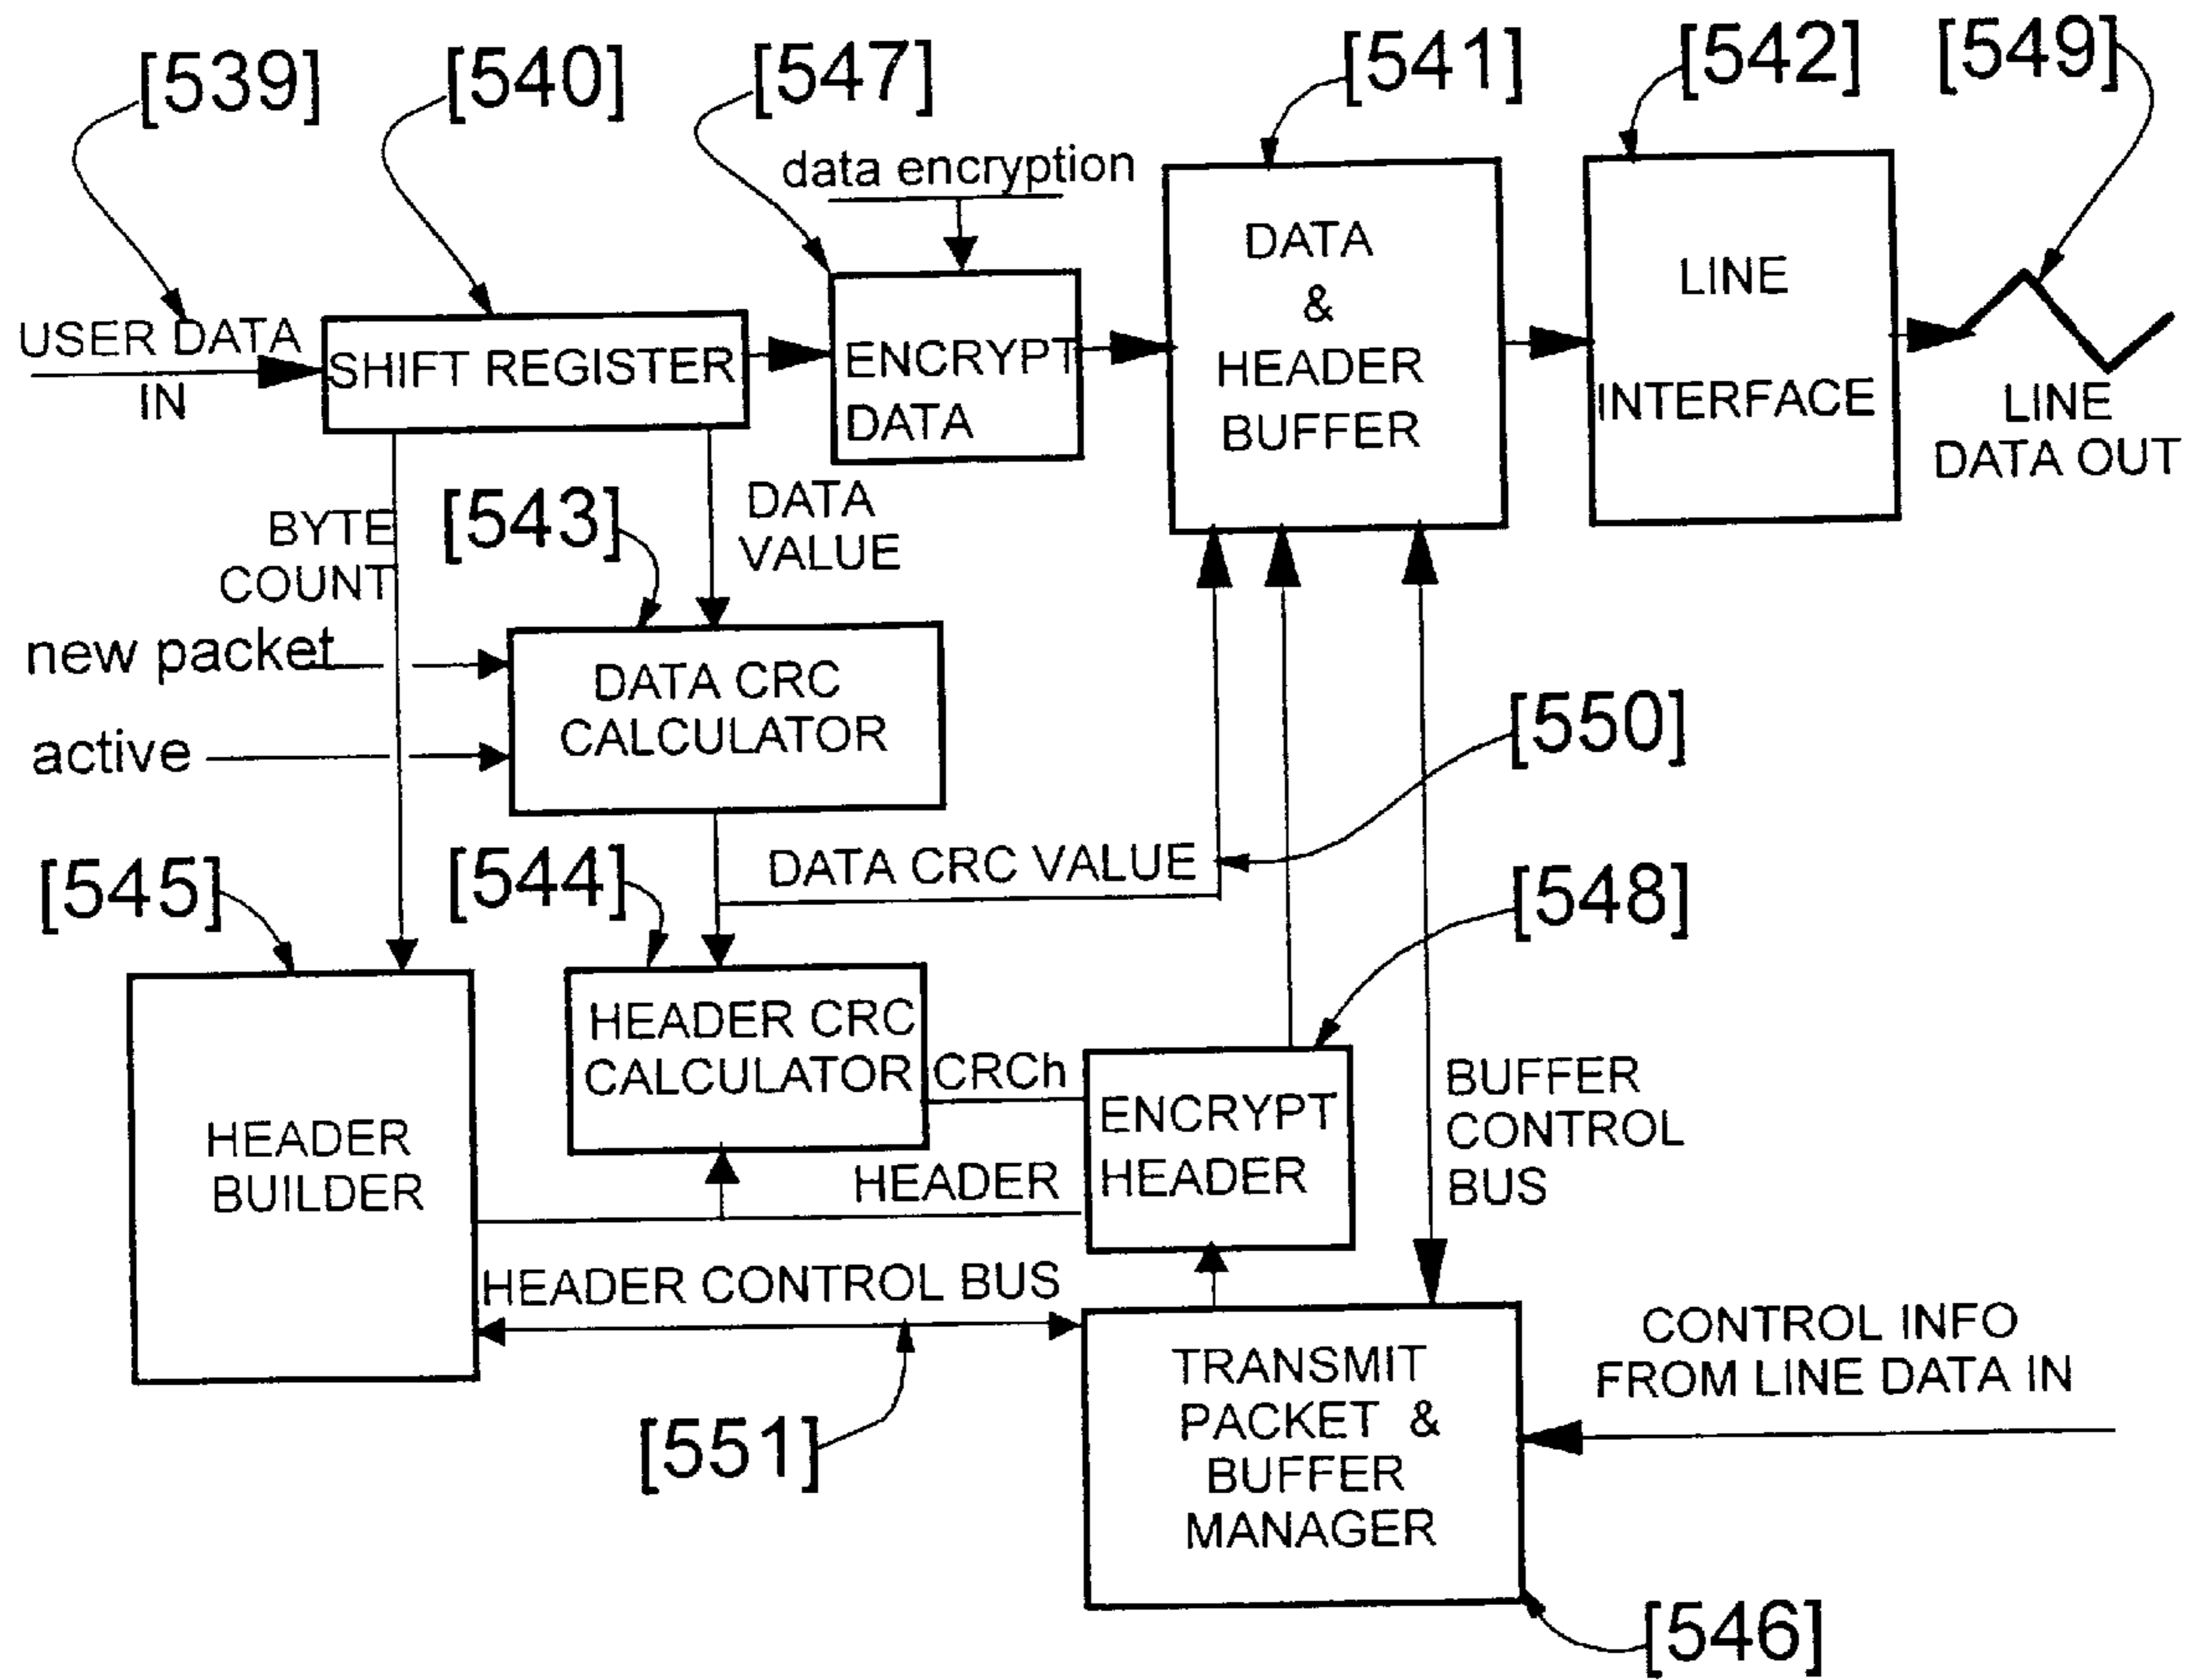 [539]
[540]
[547]
[541]
[542]
[549]
data encryption
USER DATA
IN
SHIFT REGISTER
ENCRYPT
DATA
DATA
&
HEADER
BUFFER
LINE
INTERFACE
LINE
DATA OUT
BYTE
COUNT
[543]
DATA
VALUE
new packet
active
DATA CRC
CALCULATOR
[550]
[545]
[544]
DATA CRC VALUE
[548]
HEADER CRC
CALCULATOR
CRCh
ENCRYPT
HEADER
BUFFER
CONTROL
BUS
HEADER
BUILDER
HEADER
HEADER CONTROL BUS
[551]
TRANSMIT
PACKET &
BUFFER
MANAGER
CONTROL INFO
FROM LINE DATA IN
[546]